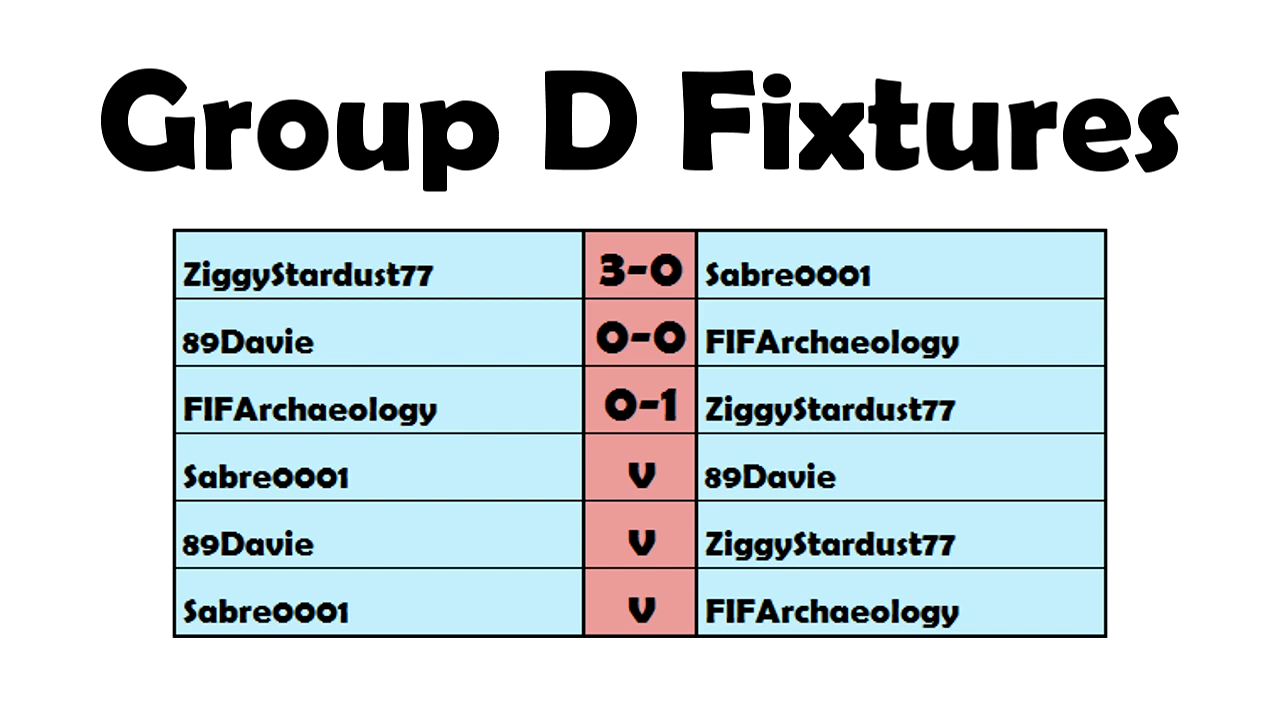 Group D Fixtures
ZiggyStardust77 3-0 Sabre0001
89Davie 0-0 FIFArchaeology
FIFArchaeology 0-1 ZiggyStardust77
Sabre0001 v 89Davie
89Davie v ZiggyStardust77
Sabre0001 v FIFArchaeology